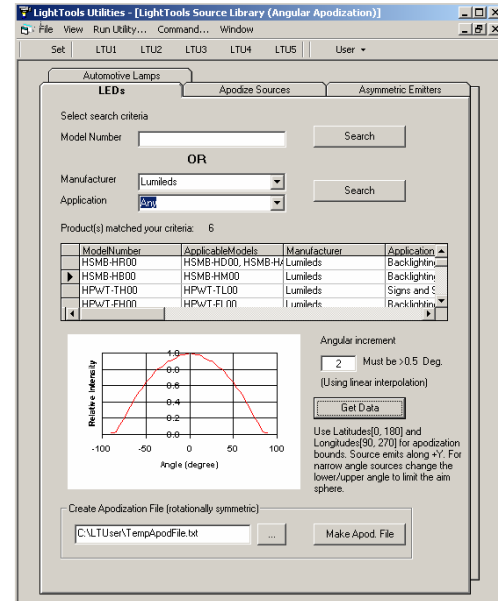 LightTools Utilities - [LightTools Source Library (Angular Apodization)]
File View Run Utility... Command... Window
Set LTU1 LTU2 LTU3 LTU4 LTU5 User
Automotive Lamps
LEDs Apodize Sources Asymmetric Emitters
Select search criteria
Model Number Search
OR
Manufacturer Lumileds
Search
Application Any
Product(s) matched your criteria: 6
ModelNumber ApplicableModels Manufacturer Application
HSMB-HR00 HSMB-HD00, HSMB-HA Lumileds Backlighting
HSMB-HB00 HSMB-HM00 Lumileds Backlighting
HPWT-TH00 HPWT-TL00 Lumileds Signs and S
HPWT-FH00 HPWT-FL00 Lumileds Backlighting
Relative Intensity
1.0
0.8
0.6
0.4
0.2
0.0
-100 -50 0 50 100
Angle (degree)
Angular increment
2 Must be >0.5 Deg.
(Using linear interpolation)
Get Data
Use Latitudes[0, 180] and
Longitudes[90, 270] for apodization
bounds. Source emits along +Y. For
narrow angle sources change the
lower/upper angle to limit the aim
sphere.
Create Apodization File (rotationally symmetric)
C:\LTUser\TempApodFile.txt ... Make Apod. File